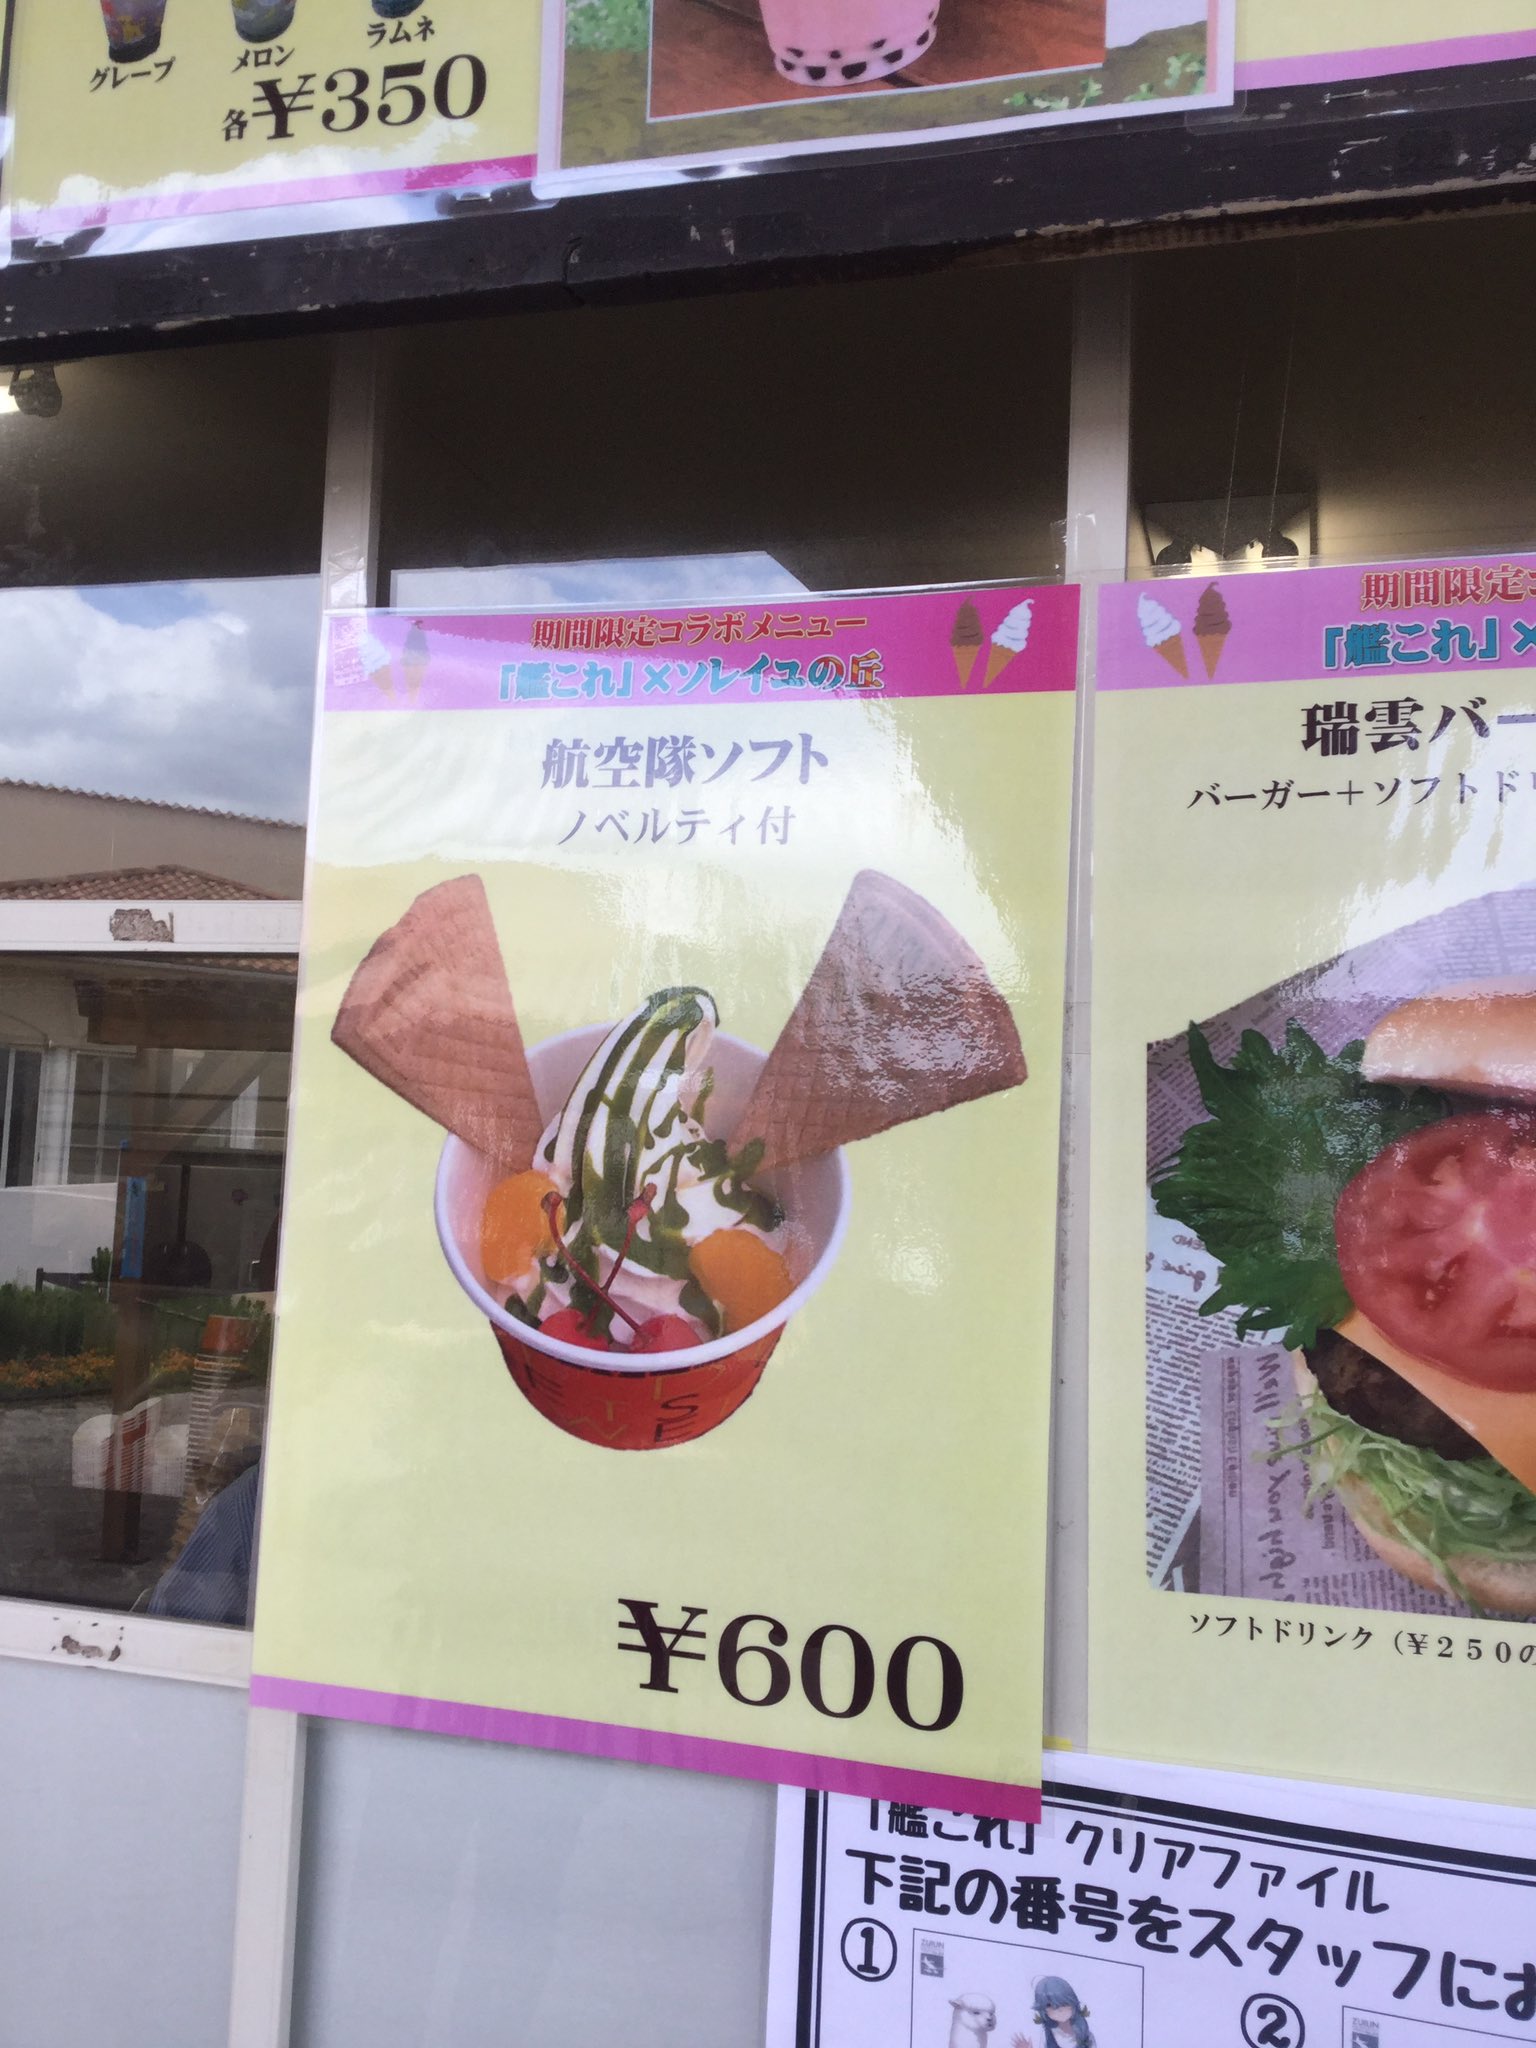 グレープ
メロン
ラムネ
各¥350
期間限定コラボメニュー
「艦これ」×ソレイユの丘
航空隊ソフト
ノベルティ付
¥600
期間限定コ
「艦これ」×
瑞雲バー
バーガー＋ソフトドリ
ソフトドリンク（¥250の
「艦これ」クリアファイル
下記の番号をスタッフにお
①
②